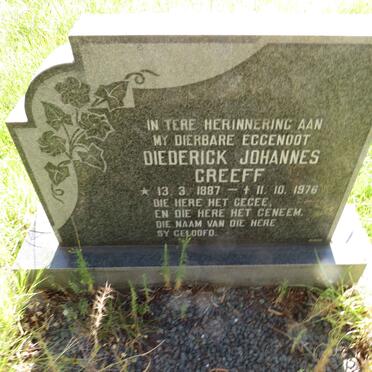 IN TERE HERINNERING AAN
MY DIERBARE EGGENOOT
DIEDERICK JOHANNES
GREEFF
* 13. 3. 1887 – † 11. 10. 1976
DIE HERE HET GEGEE,
EN DIE HERE HET GENEEM,
DIE NAAM VAN DIE HERE
SY GELOOFD.